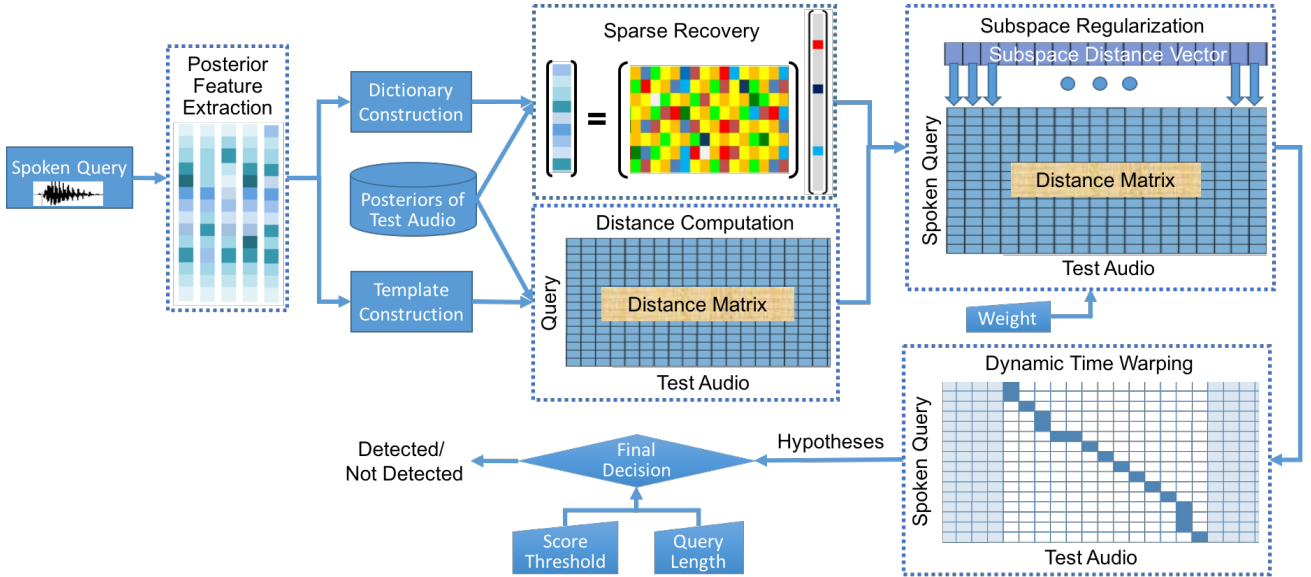 Spoken Query
Posterior
Feature
Extraction
Dictionary
Construction
Posteriors of
Test Audio
Template
Construction
Sparse Recovery
=
Distance Computation
Query
Distance Matrix
Test Audio
Subspace Regularization
Subspace Distance Vector
Spoken Query
Distance Matrix
Test Audio
Weight
Dynamic Time Warping
Spoken Query
Test Audio
Hypotheses
Final
Decision
Detected/
Not Detected
Score
Threshold
Query
Length